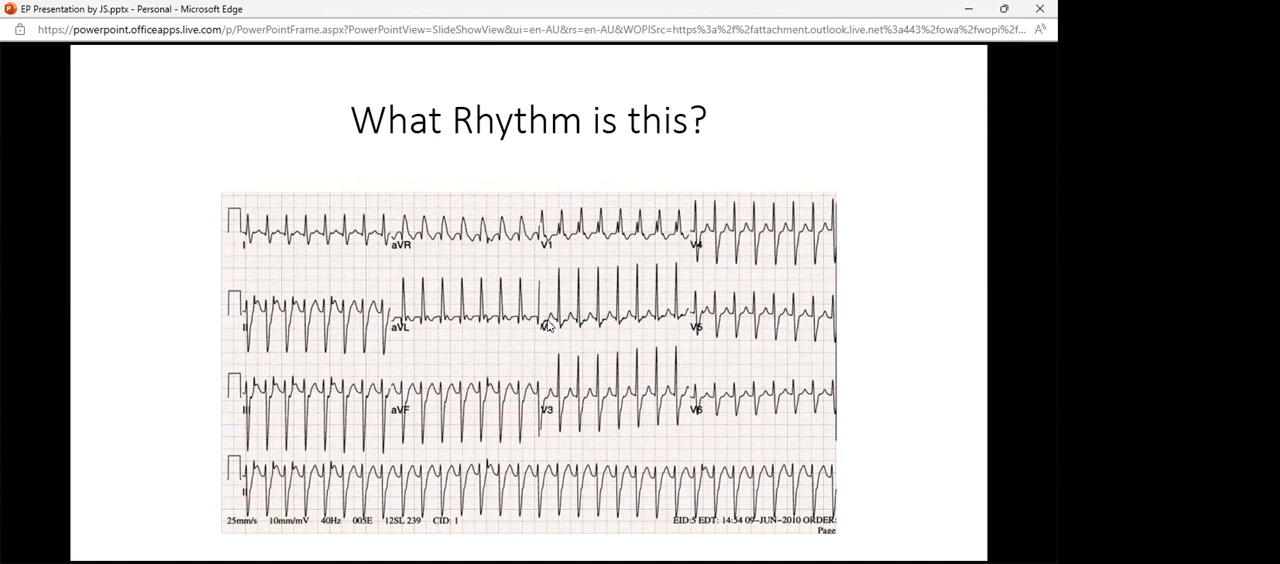 EP Presentation by JS.pptx - Personal - Microsoft Edge
https://powerpoint.officeapps.live.com/p/PowerPointFrame.aspx?PowerPointView=SlideShowView&ui=en-AU&rs=en-AU&WOPISrc=https%3a%2f%2fattachment.outlook.live.net%3a443%2fowa%2fwopi%2f...
What Rhythm is this?
I aVR V1 V4
II aVL V5
III aVF V3 V6
II
25mm/s 10mm/mV 40Hz 005E 12SL 239 CID: 1 EID:5 EDT: 14:54 09-JUN-2010 ORDER:
Page